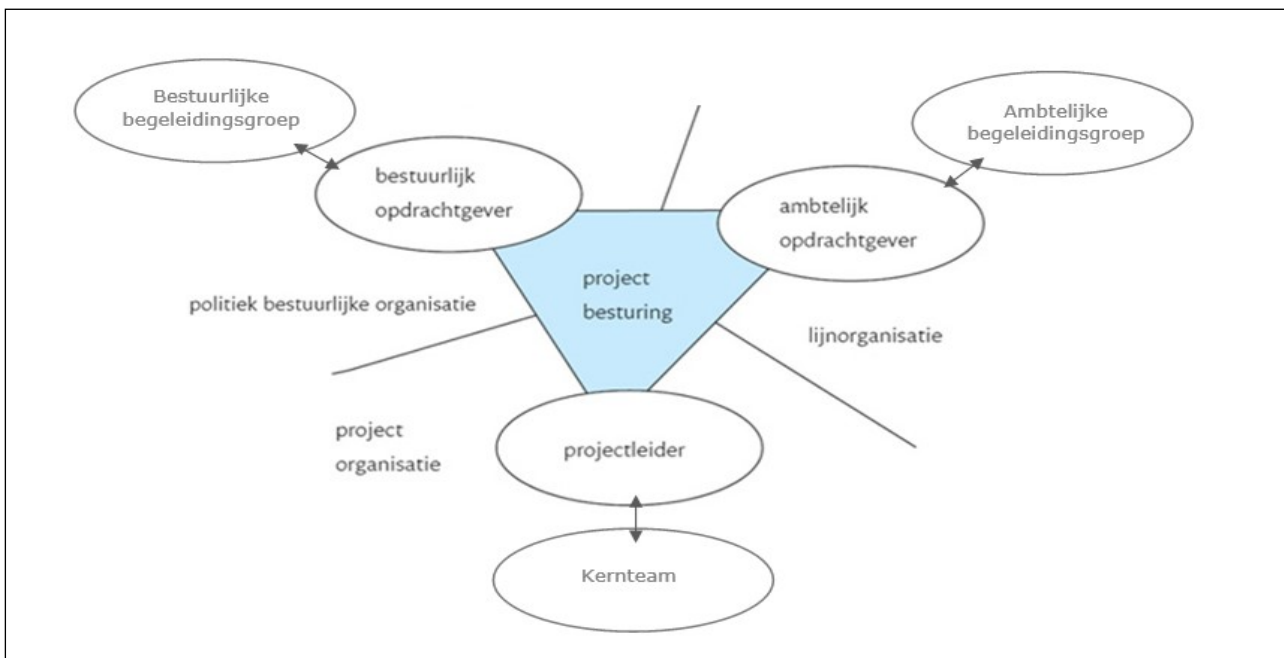 Bestuurlijke
begeleidingsgroep
Ambtelijke
begeleidingsgroep
bestuurlijk
opdrachtgever
ambtelijk
opdrachtgever
project
besturing
politiek bestuurlijke organisatie
lijnorganisatie
project
organisatie
projectleider
Kernteam